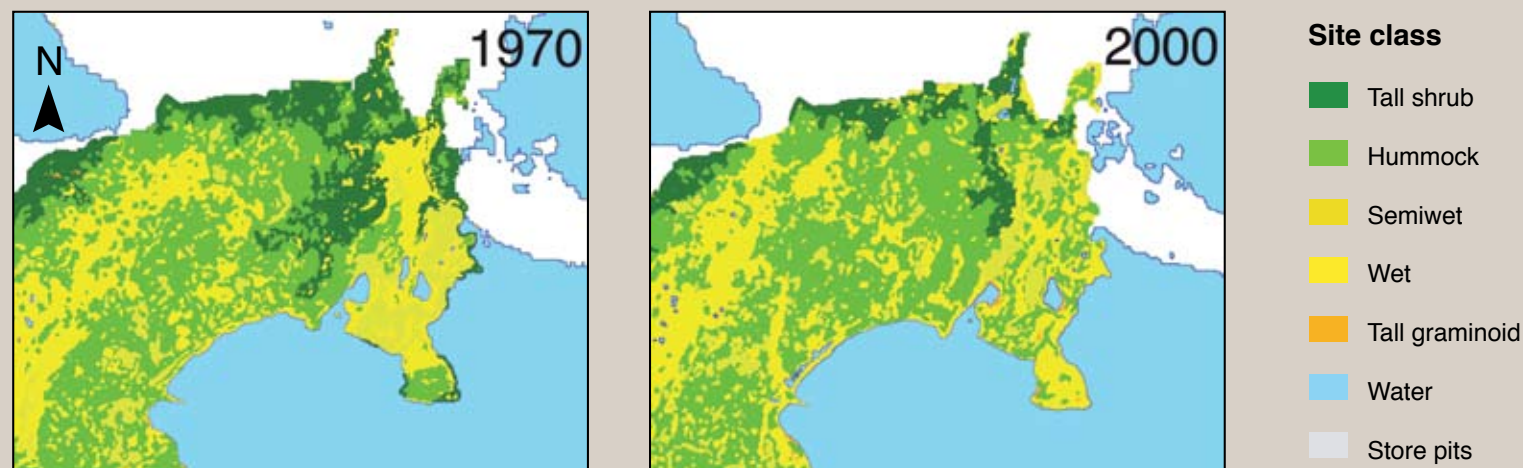 N
1970
2000
Site class
Tall shrub
Hummock
Semiwet
Wet
Tall graminoid
Water
Store pits